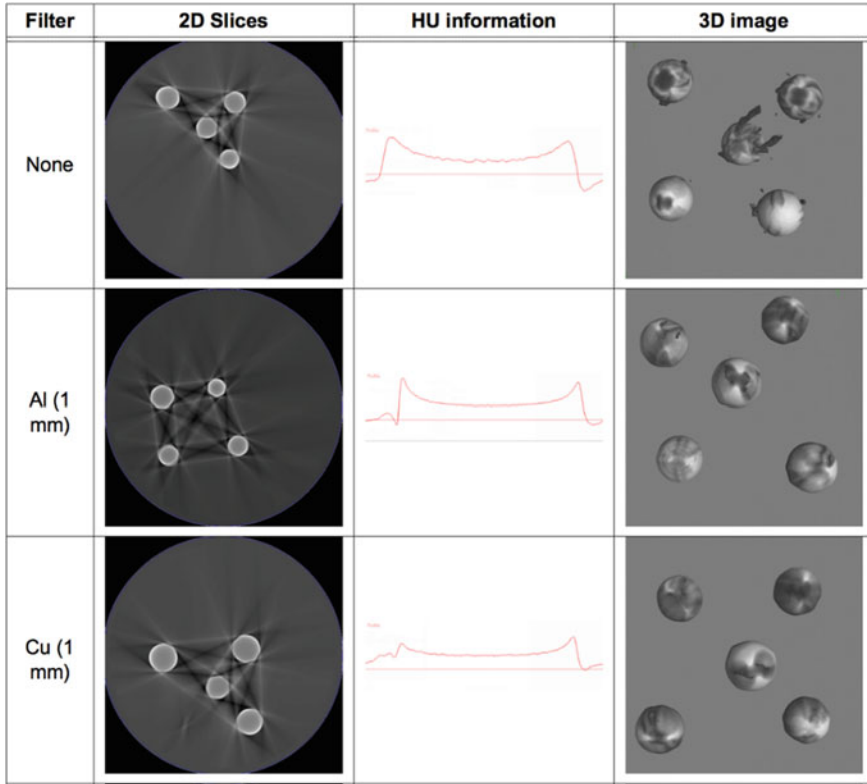 Filter 2D Slices HU information 3D image
None
Al (1
mm)
Cu (1
mm)